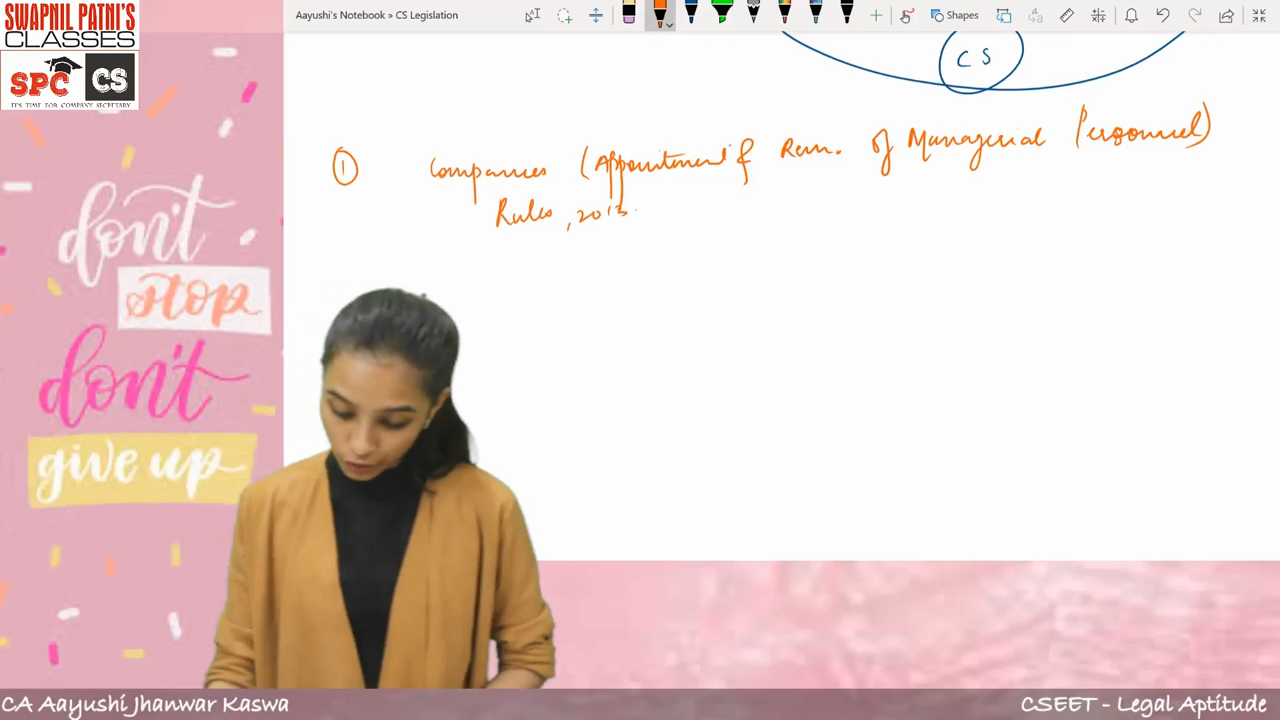 SWAPNIL PATNI'S
CLASSES
SPC CS
IT'S TIME FOR COMPANY SECRETARY
Aayushi's Notebook » CS Legislation
Shapes
CS
① Companies (Appointment & Rem. of Managerial Personnel)
Rules, 2013.
don't
stop
don't
give up
CA Aayushi Jhanwar Kaswa
CSEET - Legal Aptitude